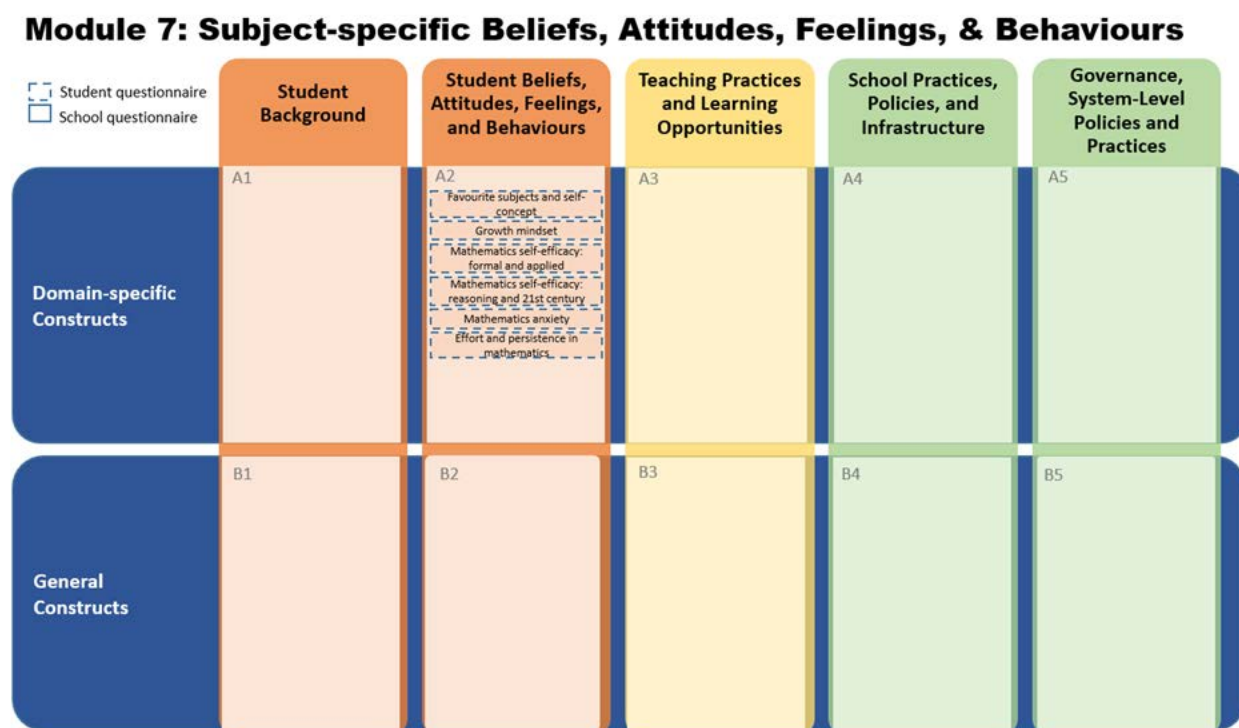 Module 7: Subject-specific Beliefs, Attitudes, Feelings, & Behaviours
Student questionnaire
School questionnaire
Student
Background
Student Beliefs,
Attitudes, Feelings,
and Behaviours
Teaching Practices
and Learning
Opportunities
School Practices,
Policies, and
Infrastructure
Governance,
System-Level
Policies and
Practices
Domain-specific
Constructs
A1
A2
Favourite subjects and self-
concept
Growth mindset
Mathematics self-efficacy:
formal and applied
Mathematics self-efficacy:
reasoning and 21st century
Mathematics anxiety
Effort and persistence in
mathematics
A3
A4
A5
General
Constructs
B1
B2
B3
B4
B5